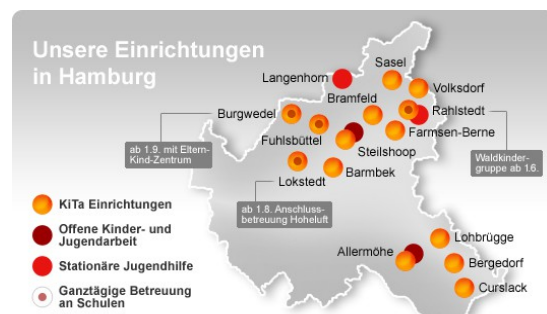 Unsere Einrichtungen
in Hamburg
Sasel
Langenhorn
Volksdorf
Bramfeld
Burgwedel
Rahlstedt
Fuhlsbüttel
Farmsen-Berne
ab 1.9. mit Eltern-
Kind-Zentrum
Steilshoop
Waldkinder-
gruppe ab 1.6.
Lokstedt
Barmbek
ab 1.8. Anschluss-
betreuung Hoheluft
KiTa Einrichtungen
Offene Kinder- und
Jugendarbeit
Stationäre Jugendhilfe
Ganztägige Betreuung
an Schulen
Lohbrügge
Allermöhe
Bergedorf
Curslack